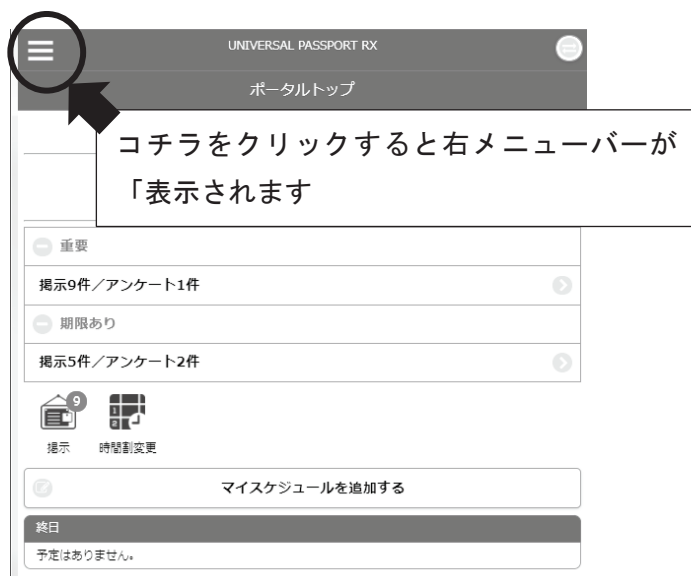 UNIVERSAL PASSPORT RX
ポータルトップ
コチラをクリックすると右メニューバーが
「表示されます
重要
掲示9件／アンケート1件
期限あり
掲示5件／アンケート2件
9
1
2
掲示 時間割変更
マイスケジュールを追加する
終日
予定はありません。